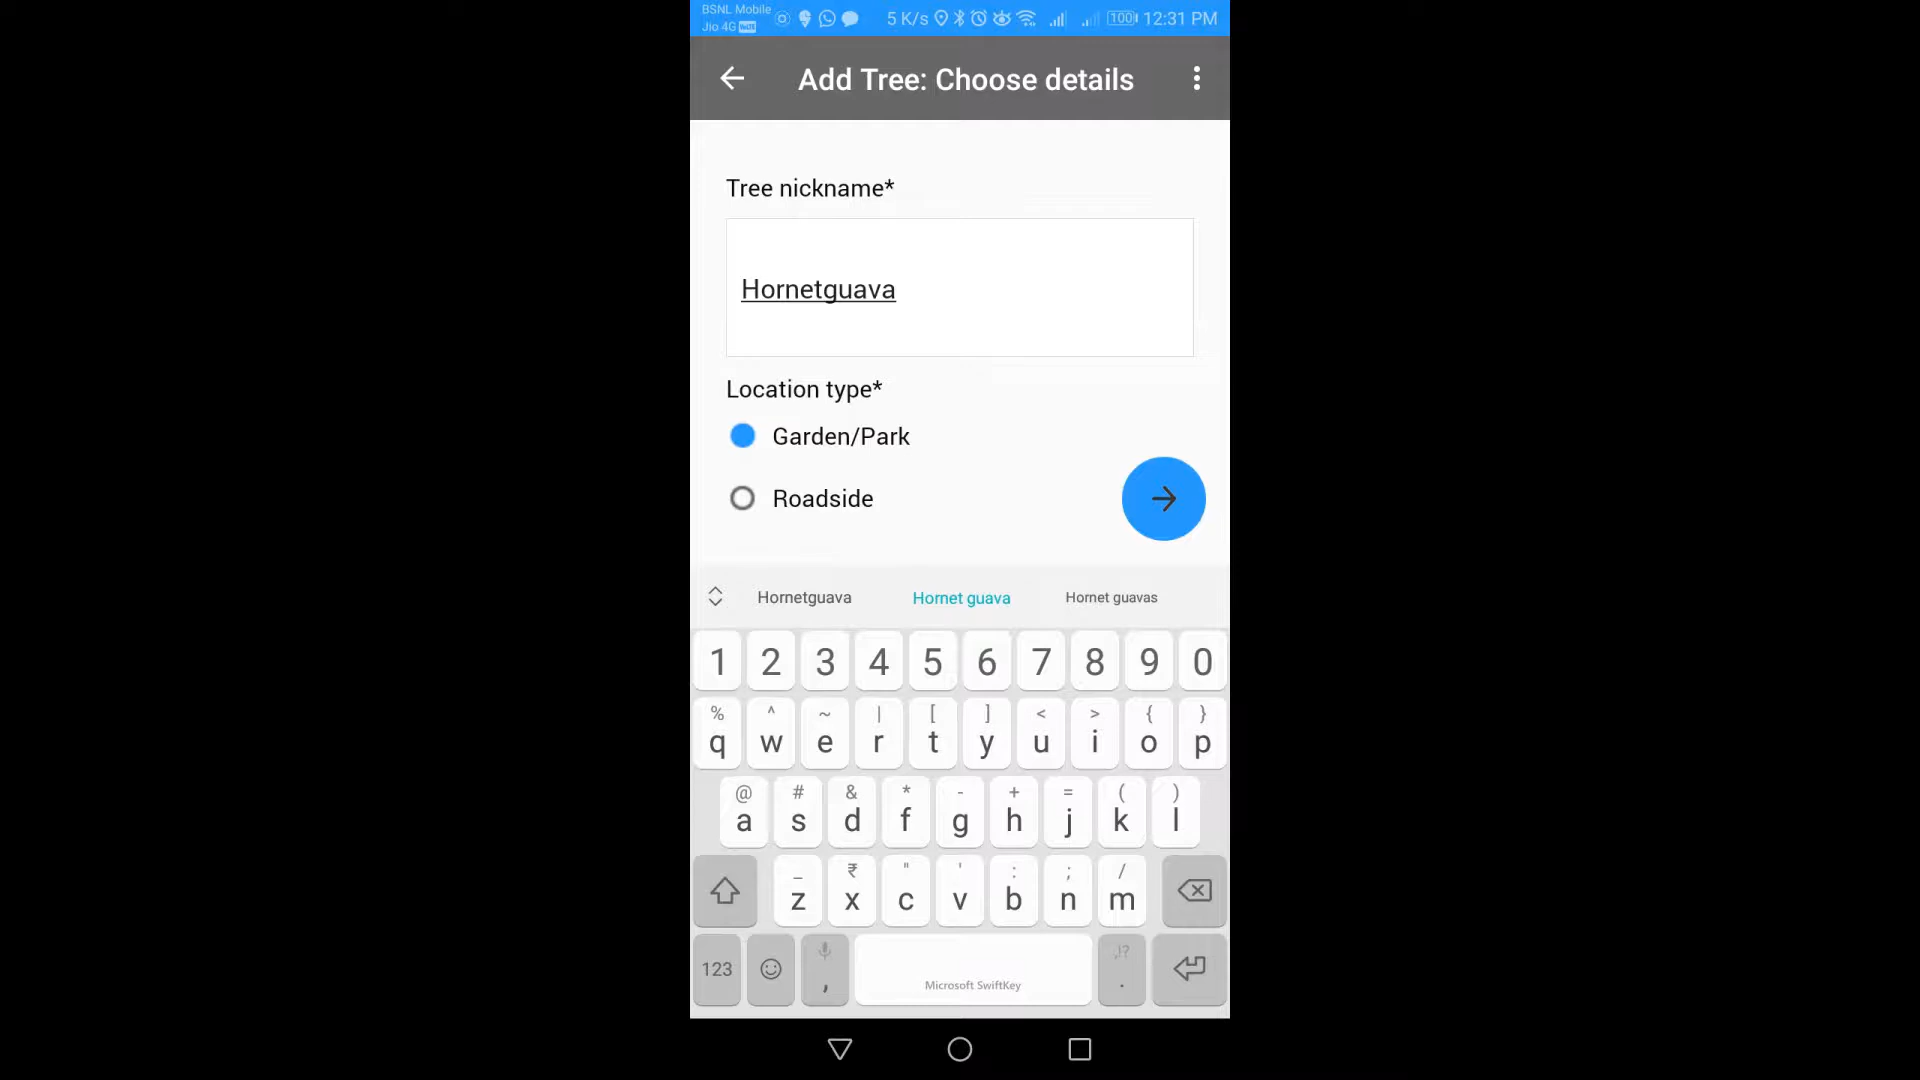 BSNL Mobile
Jio 4G VoLTE
5 K/s 100 12:31 PM
Add Tree: Choose details
Tree nickname*
Hornetguava
Location type*
Garden/Park
Roadside
Hornetguava Hornet guava Hornet guavas
1 2 3 4 5 6 7 8 9 0
% ^ ~ | [ ] < > { }
q w e r t y u i o p
@ # & * - + = ( )
a s d f g h j k l
_ ₹ " ' : ; /
z x c v b n m
,!?
123 , Microsoft SwiftKey .